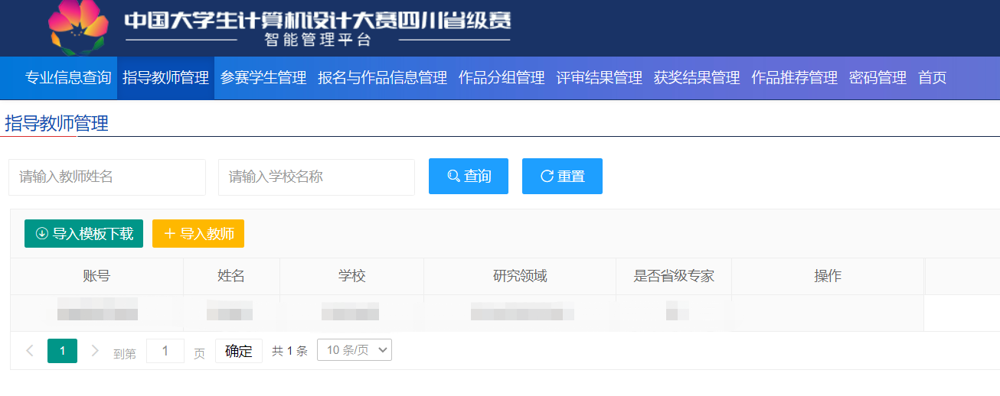 中国大学生计算机设计大赛四川省级赛
智能管理平台
专业信息查询 指导教师管理 参赛学生管理 报名与作品信息管理 作品分组管理 评审结果管理 获奖结果管理 作品推荐管理 密码管理 首页
指导教师管理
请输入教师姓名 请输入学校名称 查询 重置
导入模板下载 导入教师
账号 姓名 学校 研究领域 是否省级专家 操作
1 到第 1 页 确定 共 1 条 10 条/页